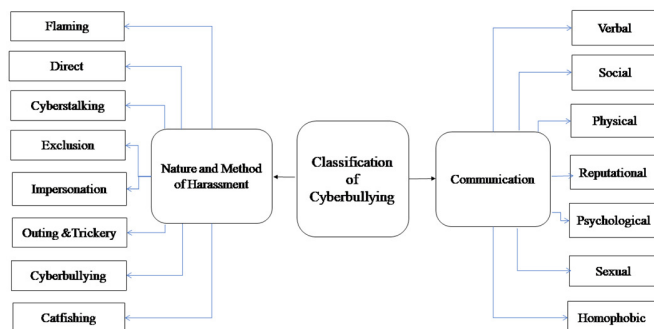 Flaming
Direct
Cyberstalking
Exclusion
Impersonation
Outing &Trickery
Cyberbullying
Catfishing
Nature and Method
of Harassment
Classification
of
Cyberbullying
Communication
Verbal
Social
Physical
Reputational
Psychological
Sexual
Homophobic